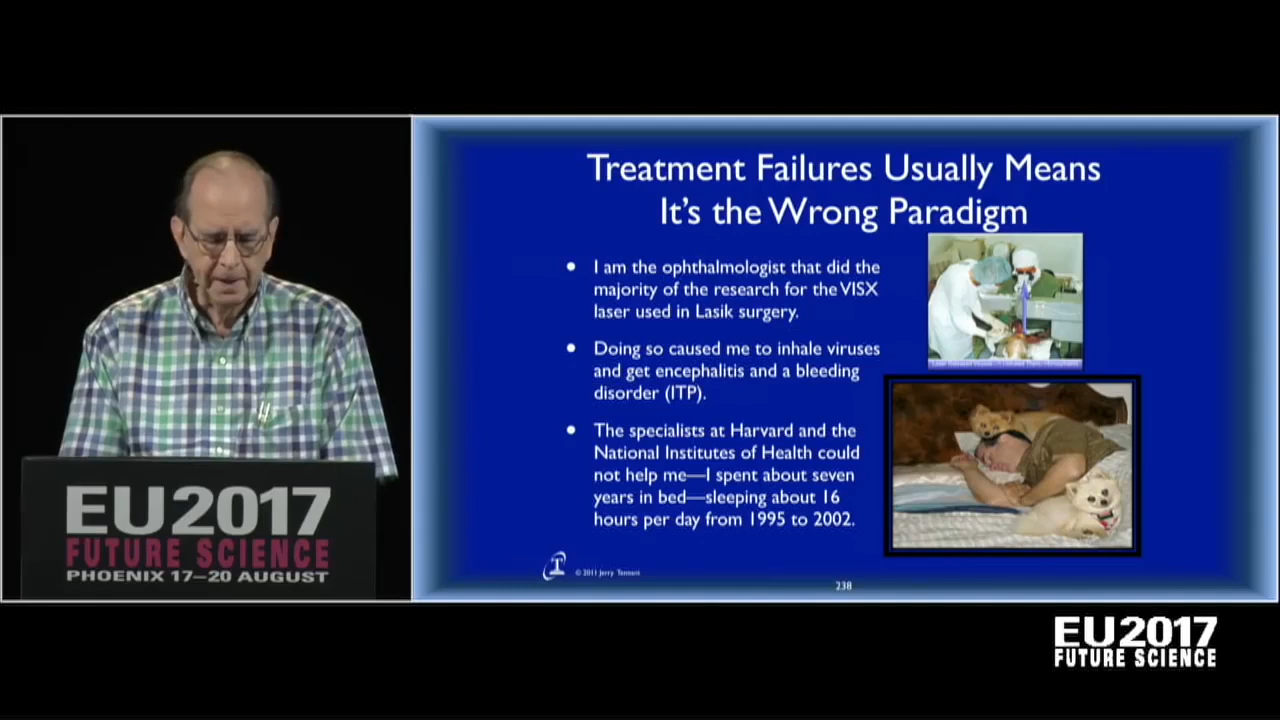 Treatment Failures Usually Means
It's the Wrong Paradigm
• I am the ophthalmologist that did the
majority of the research for the VISX
laser used in Lasik surgery.
• Doing so caused me to inhale viruses
and get encephalitis and a bleeding
disorder (ITP).
• The specialists at Harvard and the
National Institutes of Health could
not help me—I spent about seven
years in bed—sleeping about 16
hours per day from 1995 to 2002.
T
© 2011 Jerry Tennant
238
EU2017
FUTURE SCIENCE
PHOENIX 17–20 AUGUST
EU2017
FUTURE SCIENCE